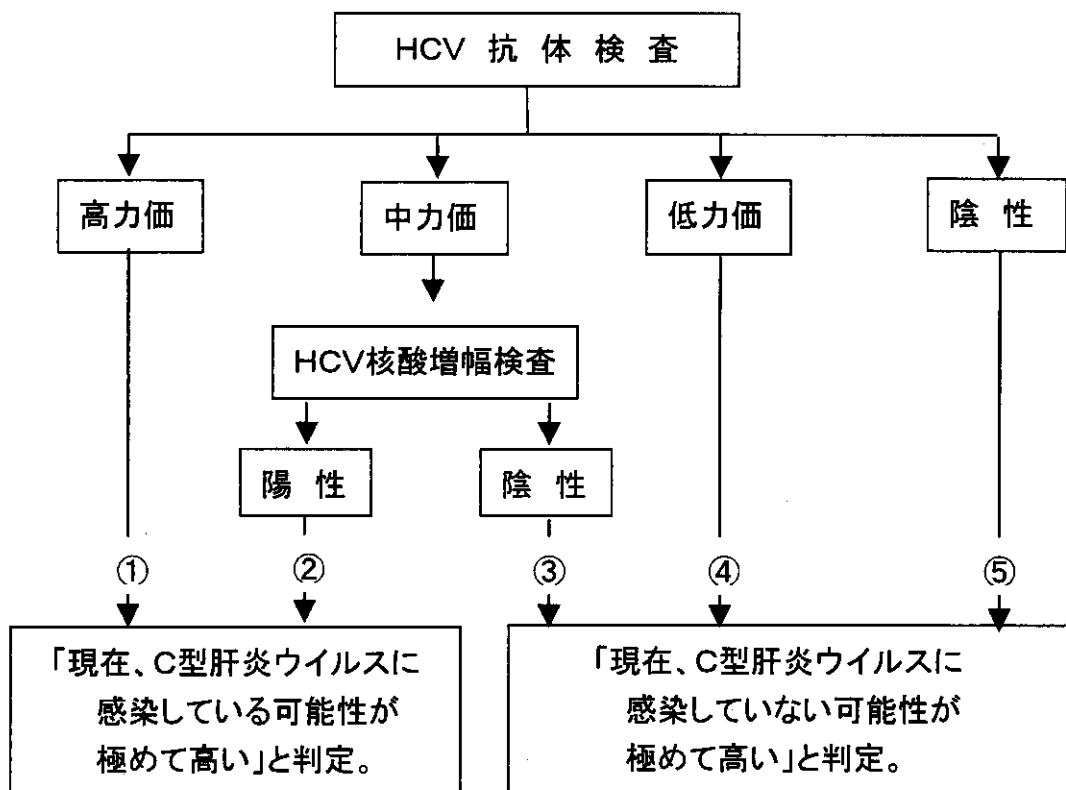 HCV 抗 体 検 査
高力価
中力価
低力価
陰 性
HCV核酸増幅検査
陽 性
陰 性
①
②
③
④
⑤
「現在、C型肝炎ウイルスに
感染している可能性が
極めて高い」と判定。
「現在、C型肝炎ウイルスに
感染していない可能性が
極めて高い」と判定。